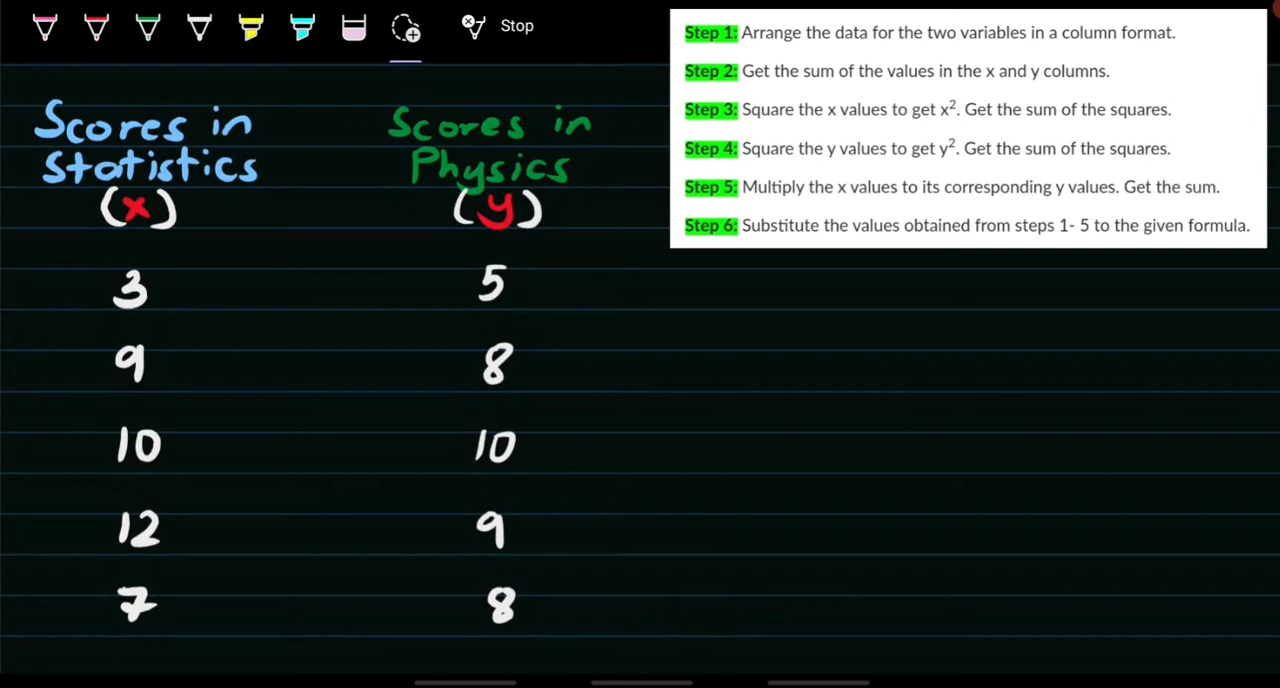 Stop
Step 1: Arrange the data for the two variables in a column format.
Step 2: Get the sum of the values in the x and y columns.
Step 3: Square the x values to get x². Get the sum of the squares.
Step 4: Square the y values to get y². Get the sum of the squares.
Step 5: Multiply the x values to its corresponding y values. Get the sum.
Step 6: Substitute the values obtained from steps 1- 5 to the given formula.
Scores in Statistics (x)
Scores in Physics (y)
3 5
9 8
10 10
12 9
7 8